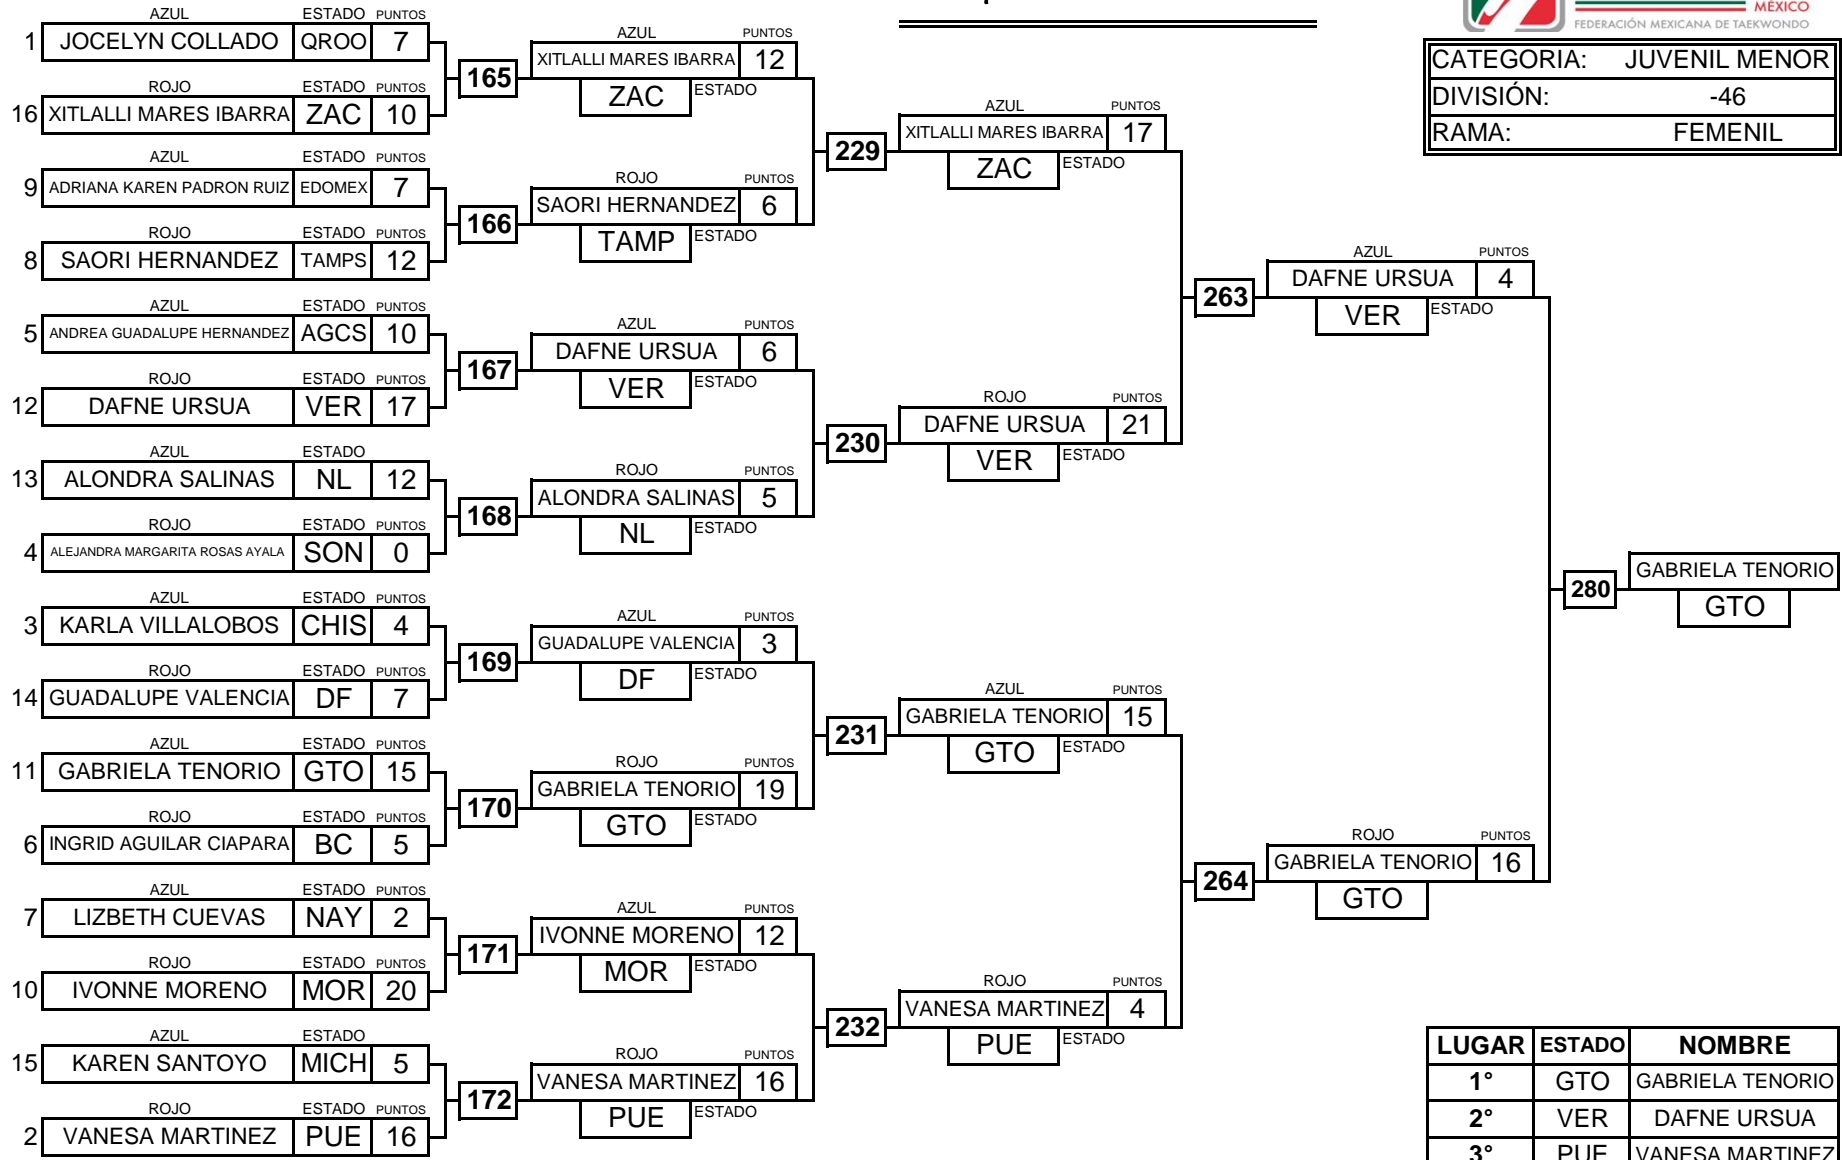 MÉXICO
FEDERACIÓN MEXICANA DE TAEKWONDO
CATEGORIA: JUVENIL MENOR
DIVISIÓN: -46
RAMA: FEMENIL
AZUL ESTADO PUNTOS
1 JOCELYN COLLADO QROO 7
ROJO ESTADO PUNTOS
16 XITLALLI MARES IBARRA ZAC 10
AZUL ESTADO PUNTOS
9 ADRIANA KAREN PADRON RUIZ EDOMEX 7
ROJO ESTADO PUNTOS
8 SAORI HERNANDEZ TAMPS 12
AZUL ESTADO PUNTOS
5 ANDREA GUADALUPE HERNANDEZ AGCS 10
ROJO ESTADO PUNTOS
12 DAFNE URSUA VER 17
AZUL ESTADO
13 ALONDRA SALINAS NL 12
ROJO ESTADO PUNTOS
4 ALEJANDRA MARGARITA ROSAS AYALA SON 0
AZUL ESTADO PUNTOS
3 KARLA VILLALOBOS CHIS 4
ROJO ESTADO PUNTOS
14 GUADALUPE VALENCIA DF 7
AZUL ESTADO PUNTOS
11 GABRIELA TENORIO GTO 15
ROJO ESTADO PUNTOS
6 INGRID AGUILAR CIAPARA BC 5
AZUL ESTADO PUNTOS
7 LIZBETH CUEVAS NAY 2
ROJO ESTADO PUNTOS
10 IVONNE MORENO MOR 20
AZUL ESTADO
15 KAREN SANTOYO MICH 5
ROJO ESTADO PUNTOS
2 VANESA MARTINEZ PUE 16
165
166
167
168
169
170
171
172
AZUL PUNTOS
XITLALLI MARES IBARRA 12
ZAC ESTADO
ROJO PUNTOS
SAORI HERNANDEZ 6
TAMP ESTADO
AZUL PUNTOS
DAFNE URSUA 6
VER ESTADO
ROJO PUNTOS
ALONDRA SALINAS 5
NL ESTADO
AZUL PUNTOS
GUADALUPE VALENCIA 3
DF ESTADO
ROJO PUNTOS
GABRIELA TENORIO 19
GTO ESTADO
AZUL PUNTOS
IVONNE MORENO 12
MOR ESTADO
ROJO PUNTOS
VANESA MARTINEZ 16
PUE ESTADO
229
230
231
232
AZUL PUNTOS
XITLALLI MARES IBARRA 17
ZAC ESTADO
ROJO PUNTOS
DAFNE URSUA 21
VER ESTADO
AZUL PUNTOS
GABRIELA TENORIO 15
GTO ESTADO
ROJO PUNTOS
VANESA MARTINEZ 4
PUE ESTADO
263
264
AZUL PUNTOS
DAFNE URSUA 4
VER ESTADO
ROJO PUNTOS
GABRIELA TENORIO 16
GTO
280
GABRIELA TENORIO
GTO
LUGAR ESTADO NOMBRE
1° GTO GABRIELA TENORIO
2° VER DAFNE URSUA
3° PUE VANESA MARTINEZ